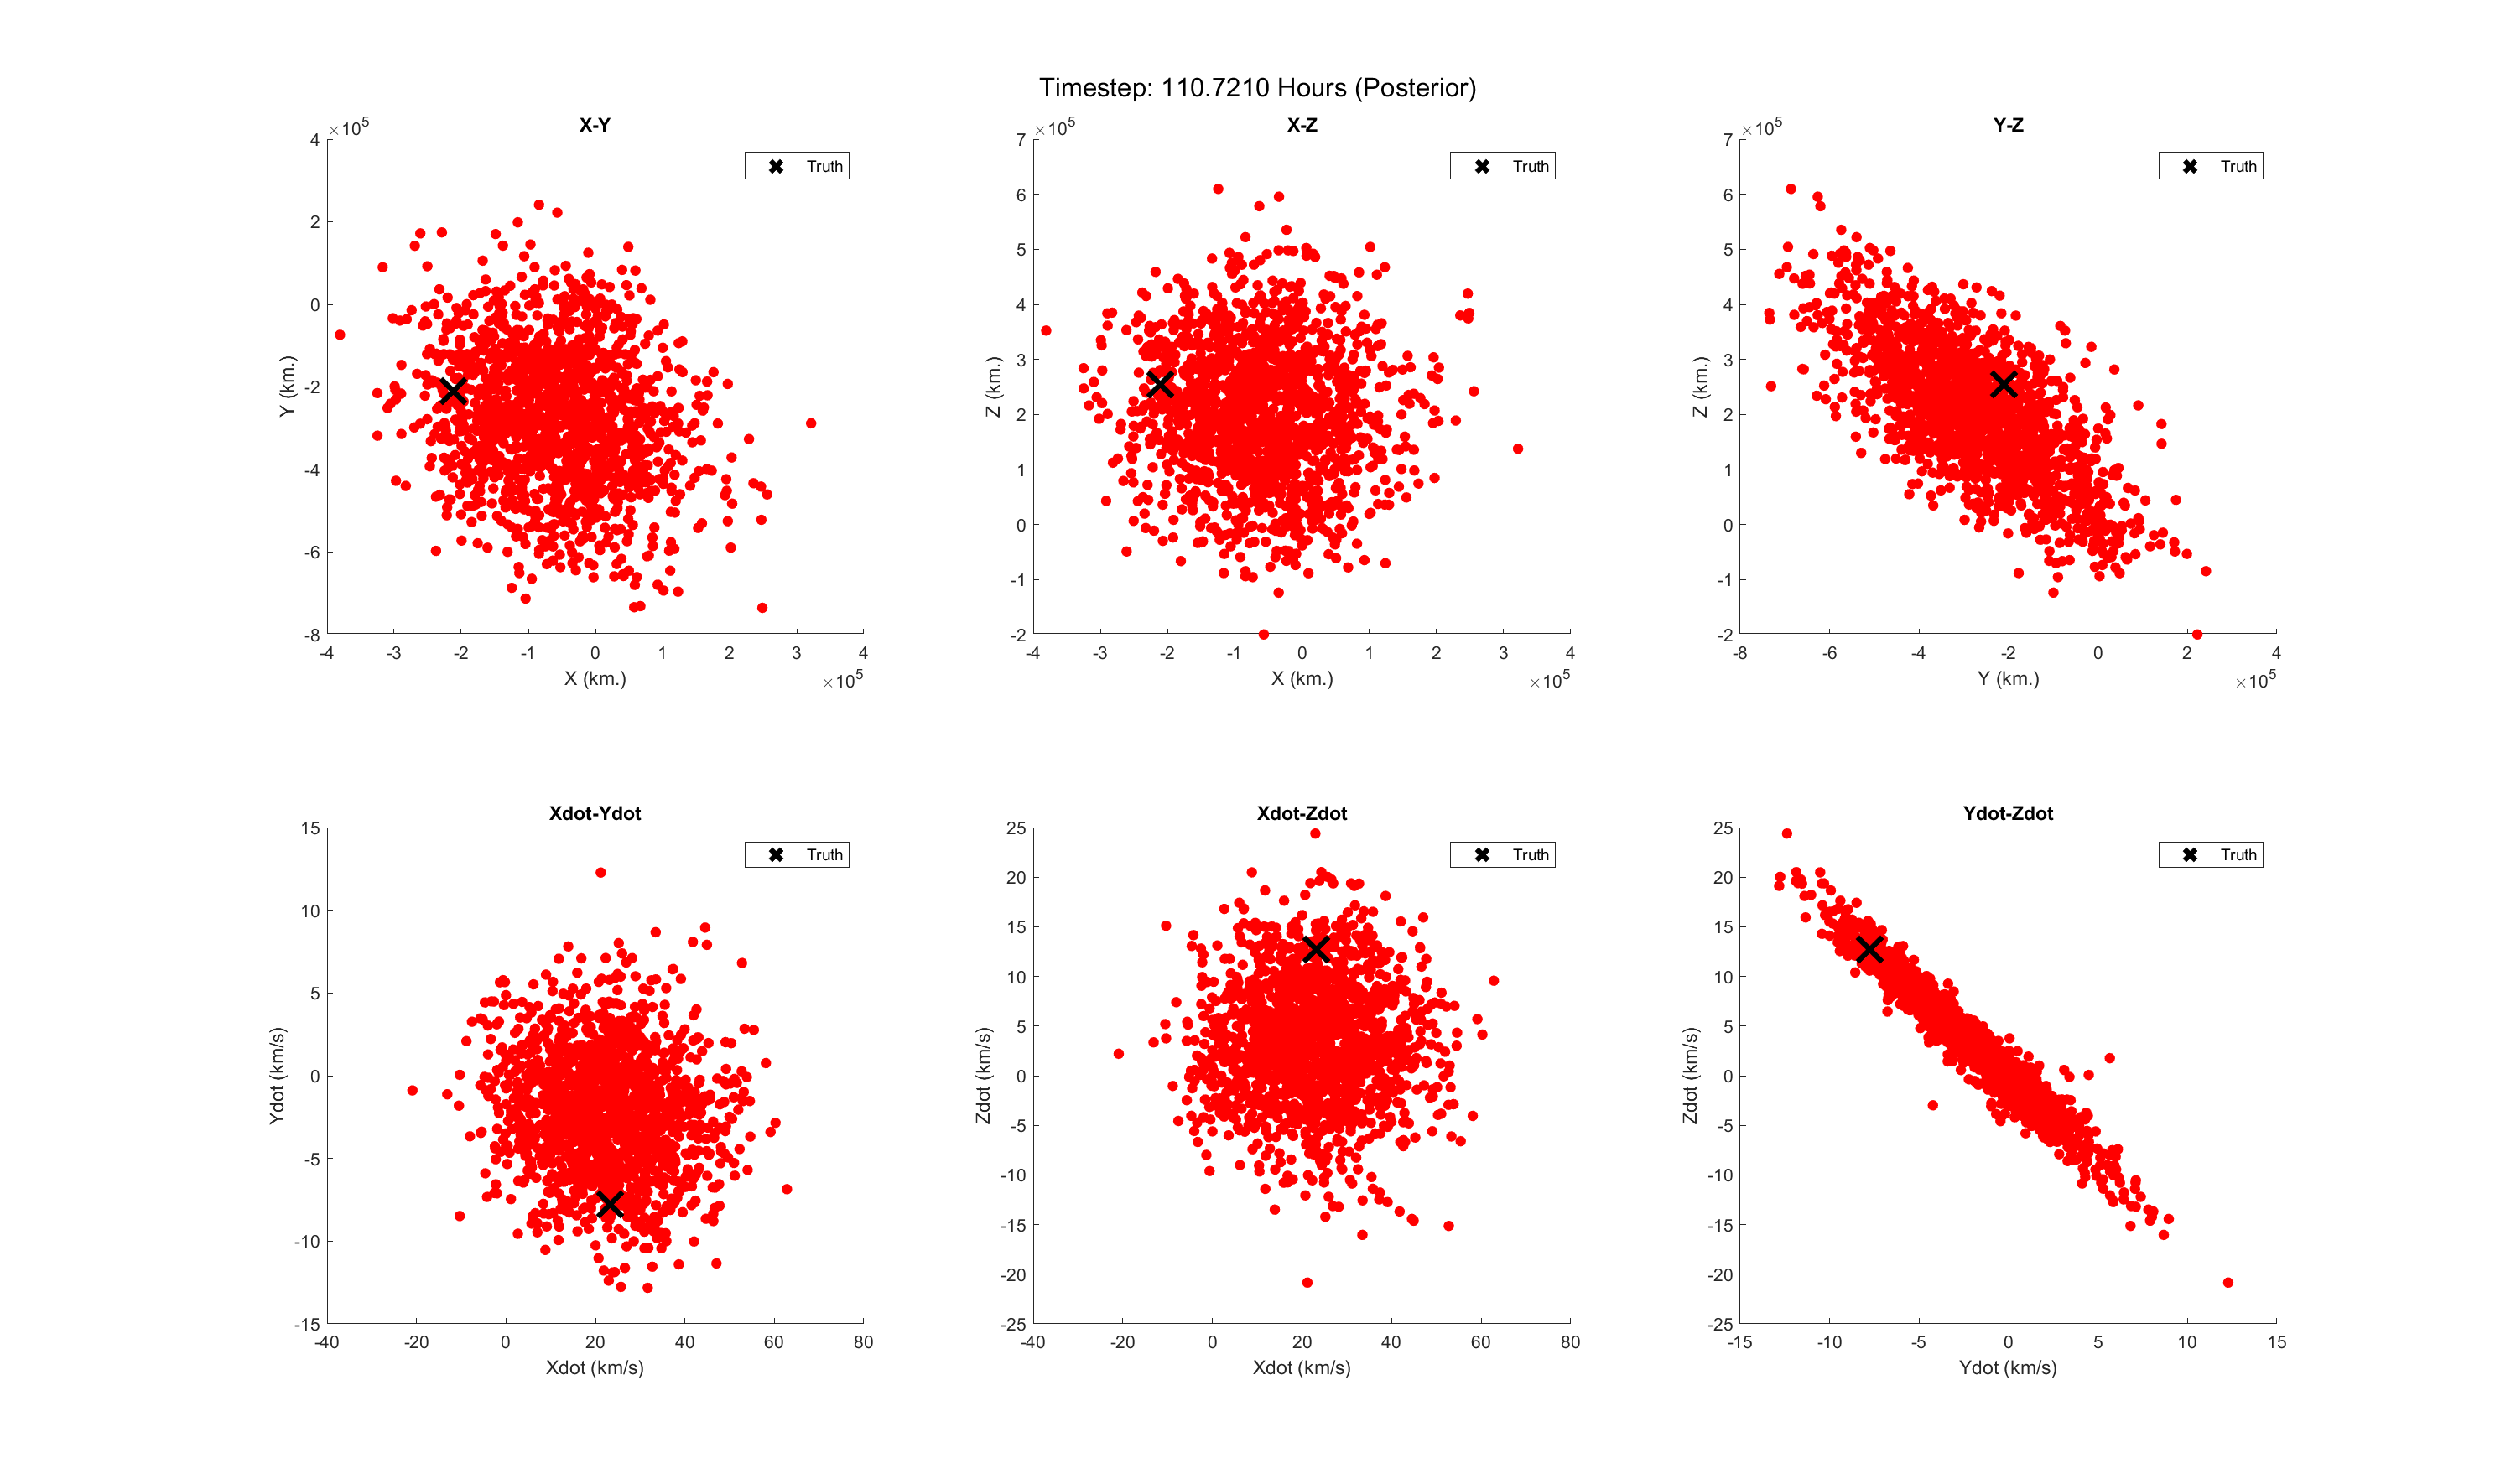 Timestep: 110.7210 Hours (Posterior)
X-Y
×10^5
4
2
0
-2
-4
-6
-8
Y (km.)
Truth
-4 -3 -2 -1 0 1 2 3 4
X (km.)
×10^5
X-Z
×10^5
7
6
5
4
3
2
1
0
-1
-2
Z (km.)
Truth
-4 -3 -2 -1 0 1 2 3 4
X (km.)
×10^5
Y-Z
×10^5
7
6
5
4
3
2
1
0
-1
-2
Z (km.)
Truth
-8 -6 -4 -2 0 2 4
Y (km.)
×10^5
Xdot-Ydot
15
10
5
0
-5
-10
-15
Ydot (km/s)
Truth
-40 -20 0 20 40 60 80
Xdot (km/s)
Xdot-Zdot
25
20
15
10
5
0
-5
-10
-15
-20
-25
Zdot (km/s)
Truth
-40 -20 0 20 40 60 80
Xdot (km/s)
Ydot-Zdot
25
20
15
10
5
0
-5
-10
-15
-20
-25
Zdot (km/s)
Truth
-15 -10 -5 0 5 10 15
Ydot (km/s)